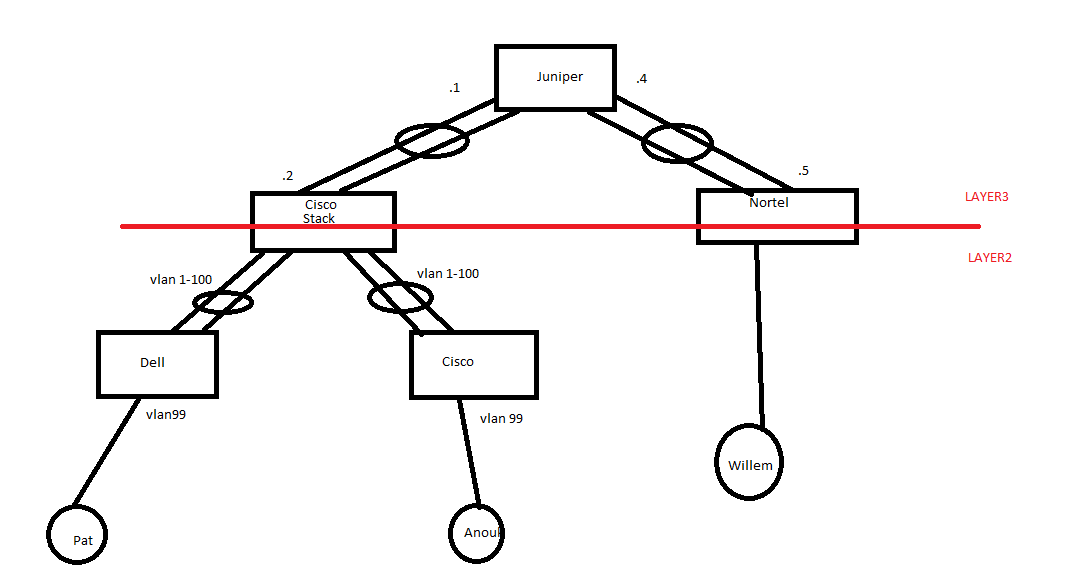 Juniper
.1
.4
.2
.5
Cisco
Stack
Nortel
LAYER3
LAYER2
vlan 1-100
vlan 1-100
Dell
Cisco
vlan99
vlan 99
Willem
Pat
Anouk